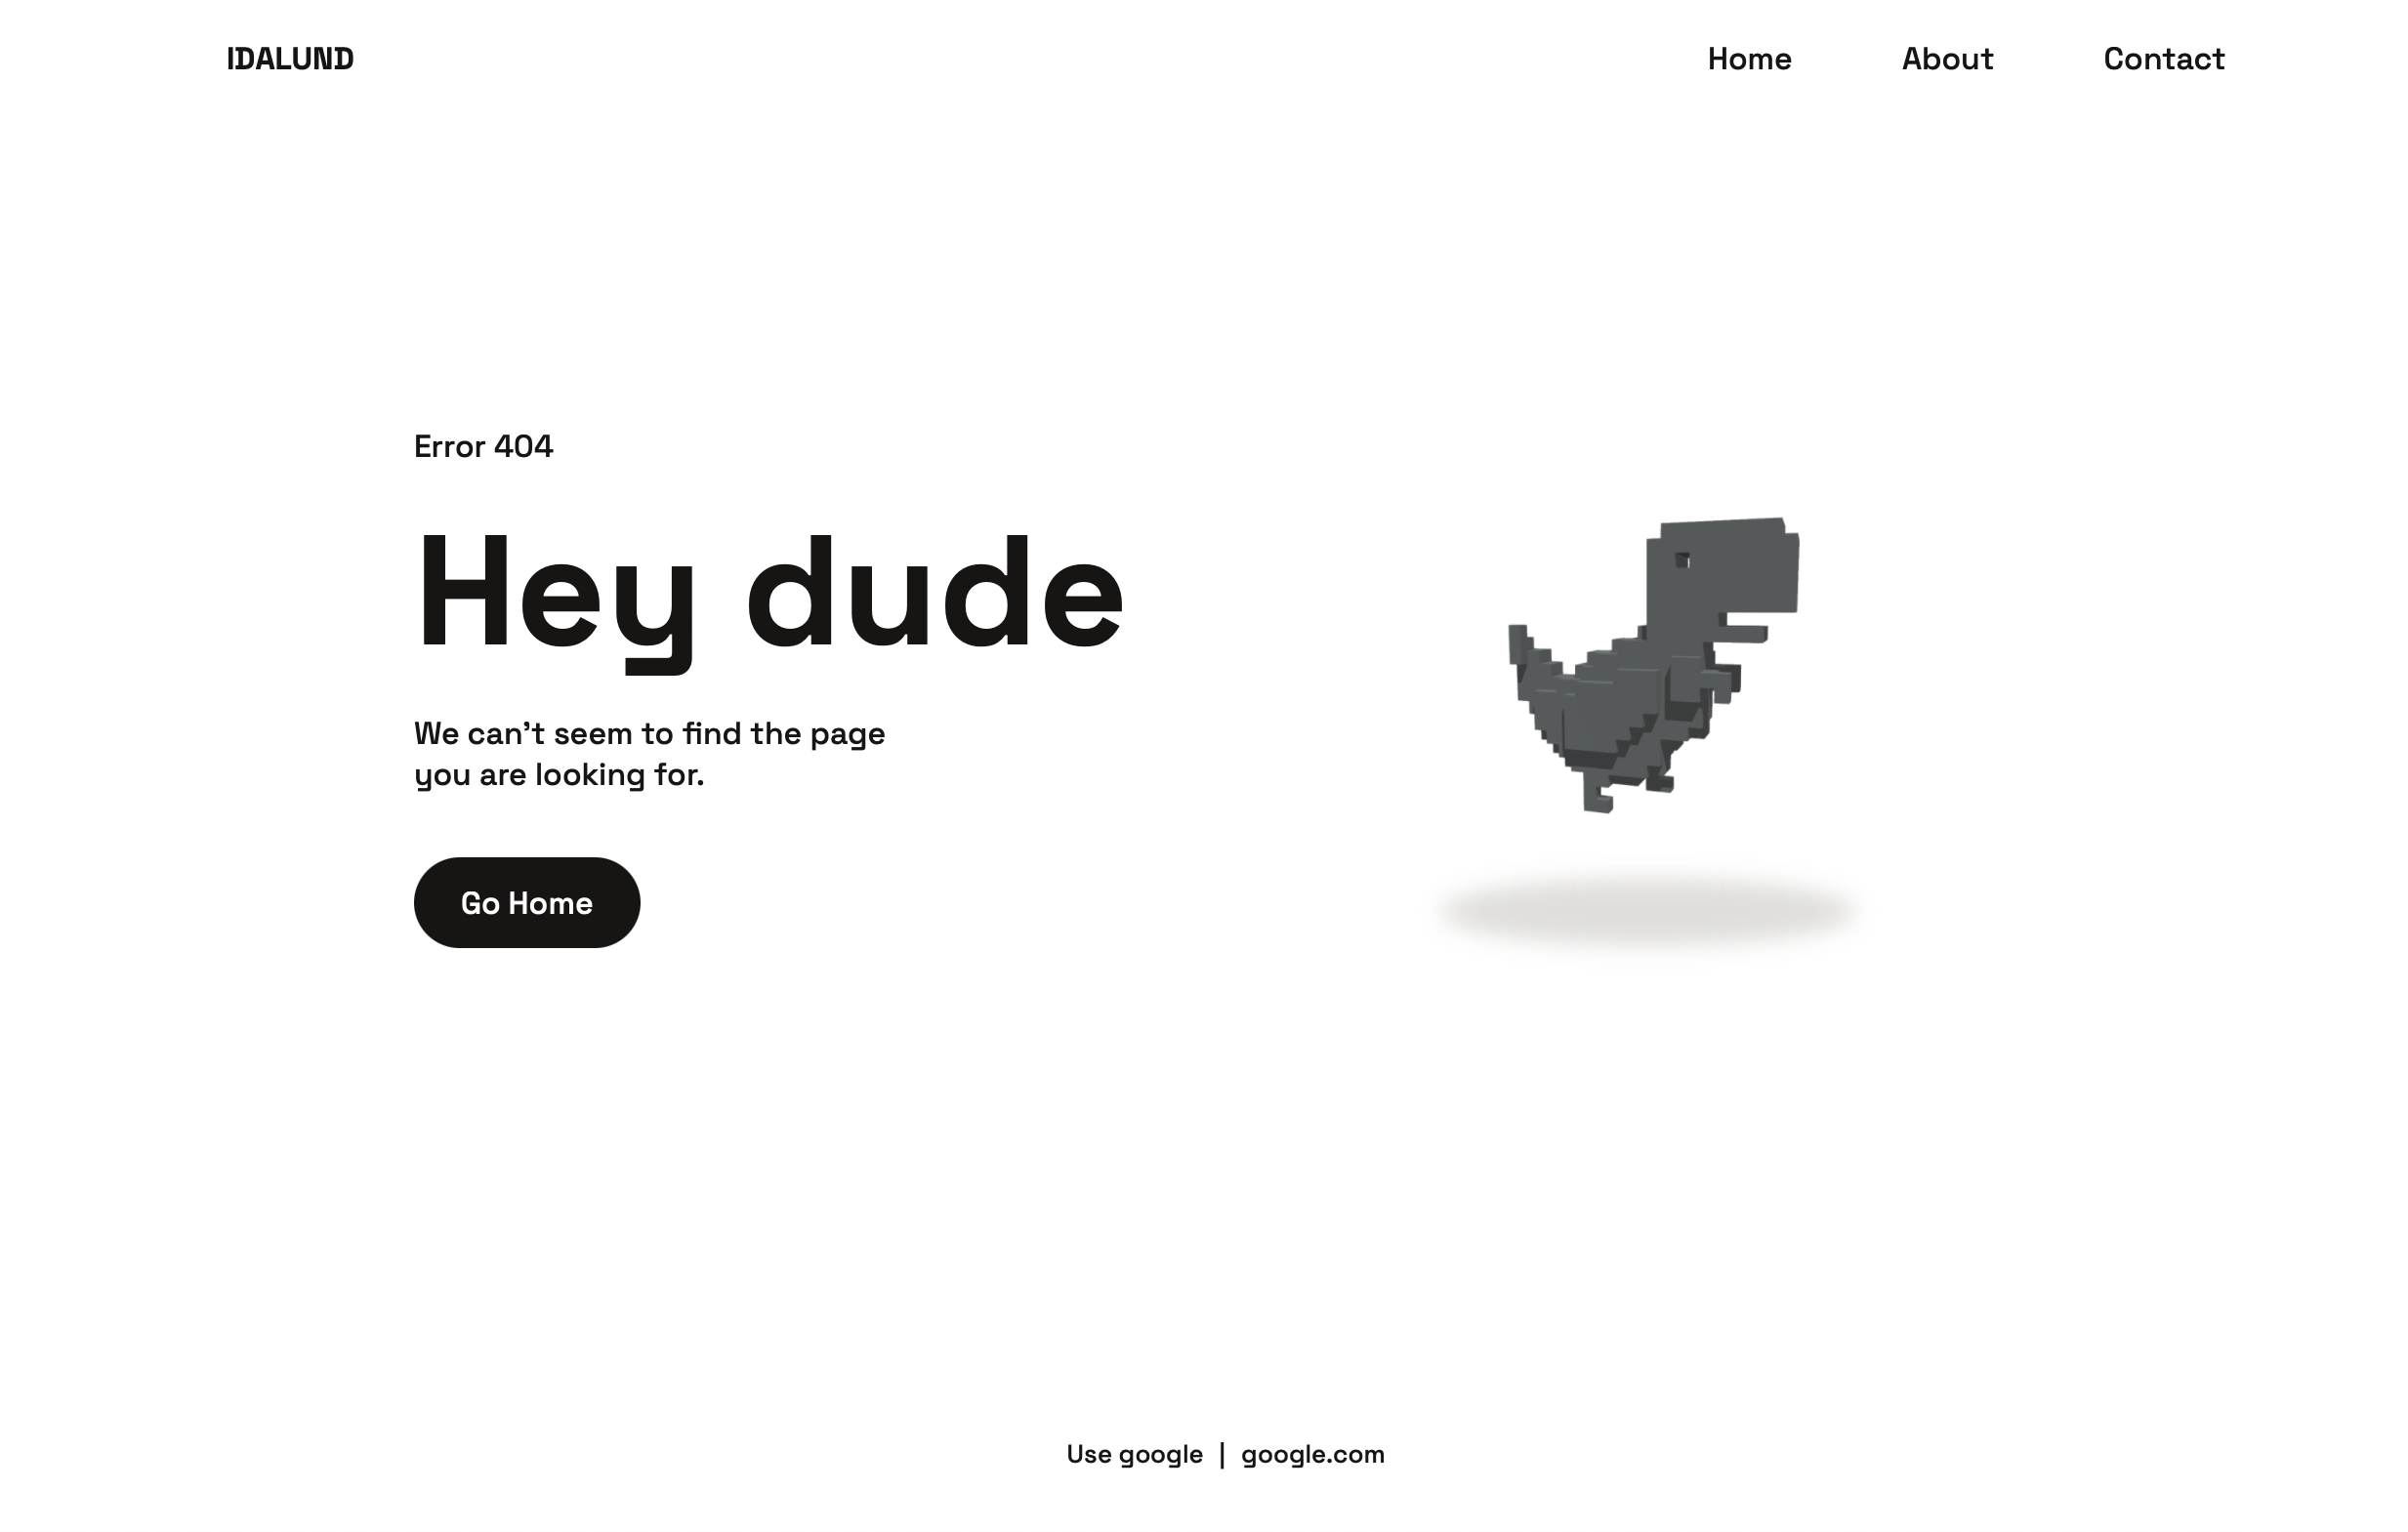 IDALUND
Home
About
Contact
Error 404
Hey dude
We can't seem to find the page
you are looking for.
Go Home
Use google | google.com